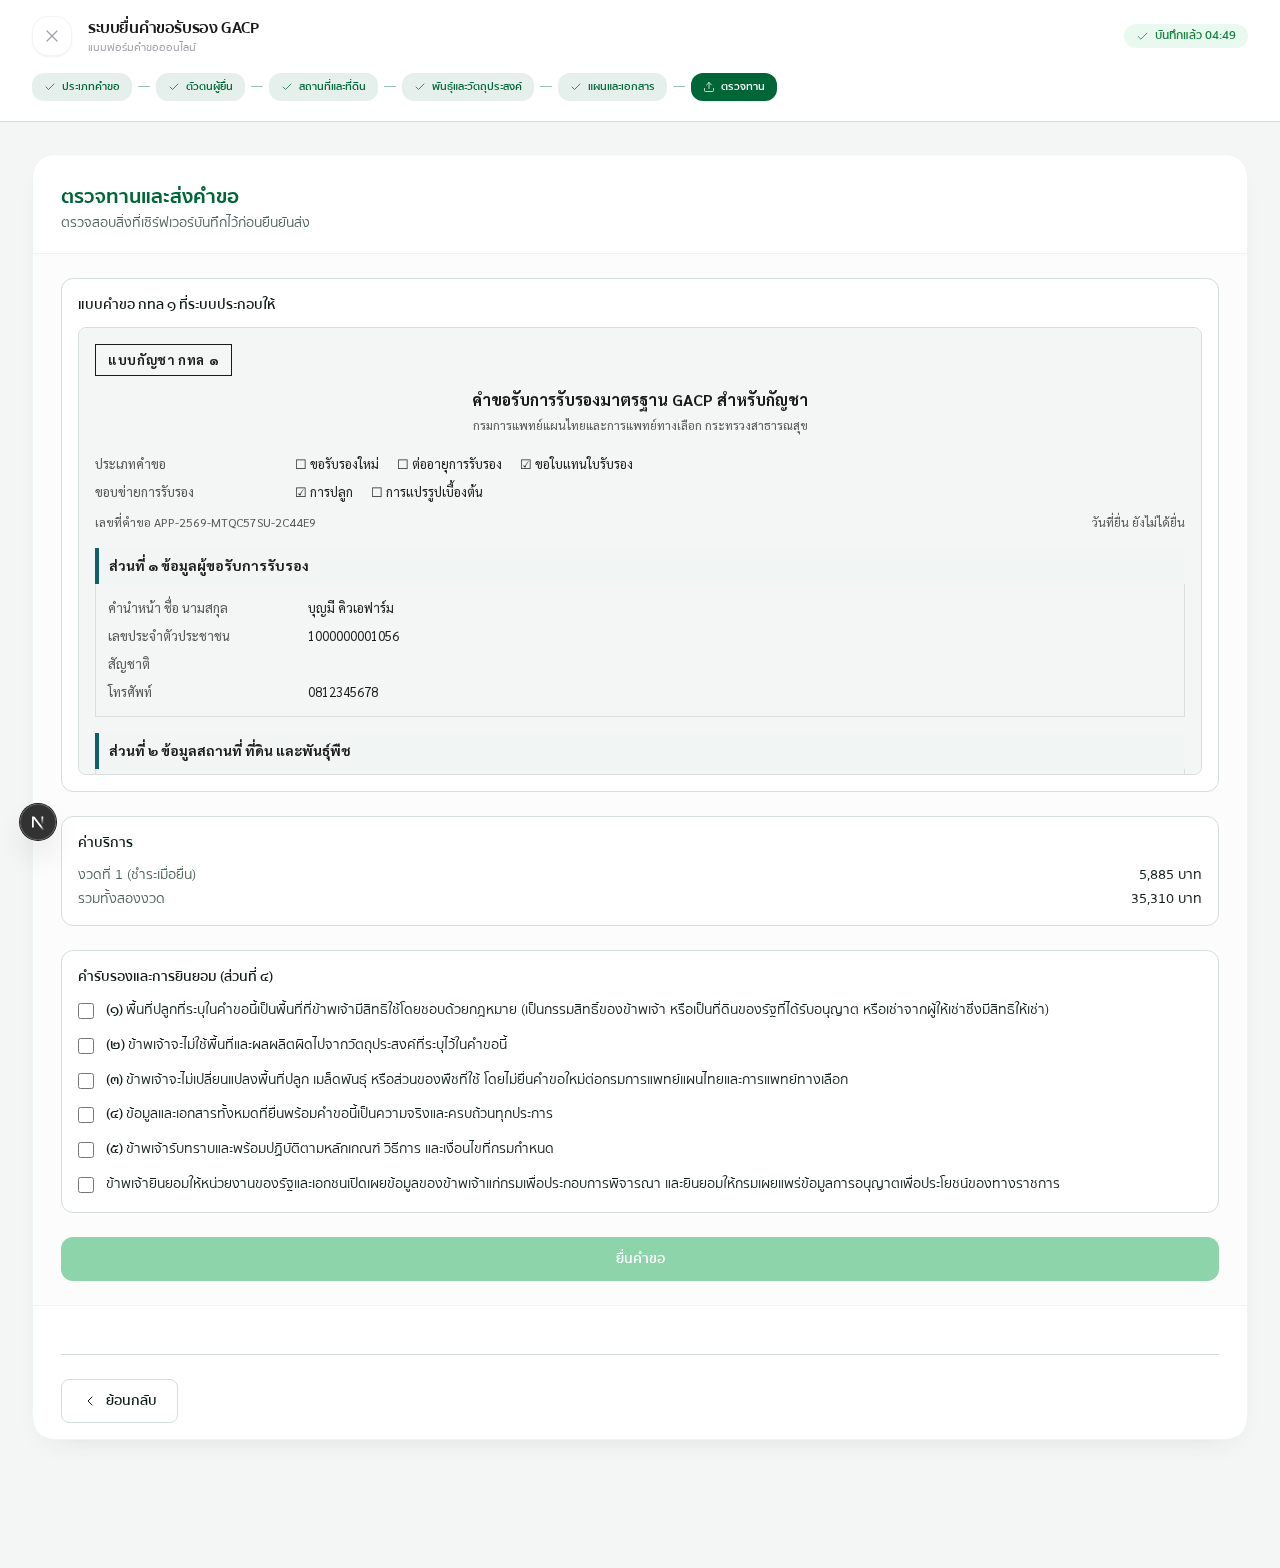 ระบบยื่นคำขอรับรอง GACP
แบบฟอร์มคำขอออนไลน์
บันทึกแล้ว 04:49
ประเภทคำขอ
ตัวตนผู้ยื่น
สถานที่และที่ดิน
พันธุ์และวัตถุประสงค์
แผนและเอกสาร
ตรวจทาน
ตรวจทานและส่งคำขอ
ตรวจสอบสิ่งที่เซิร์ฟเวอร์บันทึกไว้ก่อนยืนยันส่ง
แบบคำขอ กทล ๑ ที่ระบบประกอบให้
แบบกัญชา กทล ๑
คำขอรับการรับรองมาตรฐาน GACP สำหรับกัญชา
กรมการแพทย์แผนไทยและการแพทย์ทางเลือก กระทรวงสาธารณสุข
ประเภทคำขอ ☐ ขอรับรองใหม่ ☐ ต่ออายุการรับรอง ☑ ขอใบแทนใบรับรอง
ขอบข่ายการรับรอง ☑ การปลูก ☐ การแปรรูปเบื้องต้น
เลขที่คำขอ APP-2569-MTQC57SU-2C44E9 วันที่ยื่น ยังไม่ได้ยื่น
ส่วนที่ ๑ ข้อมูลผู้ขอรับการรับรอง
คำนำหน้า ชื่อ นามสกุล บุญมี คิวเอฟาร์ม
เลขประจำตัวประชาชน 1000000001056
สัญชาติ
โทรศัพท์ 0812345678
ส่วนที่ ๒ ข้อมูลสถานที่ ที่ดิน และพันธุ์พืช
ค่าบริการ
งวดที่ 1 (ชำระเมื่อยื่น) 5,885 บาท
รวมทั้งสองงวด 35,310 บาท
คำรับรองและการยินยอม (ส่วนที่ ๔)
(๑) พื้นที่ปลูกที่ระบุในคำขอนี้เป็นพื้นที่ที่ข้าพเจ้ามีสิทธิใช้โดยชอบด้วยกฎหมาย (เป็นกรรมสิทธิ์ของข้าพเจ้า หรือเป็นที่ดินของรัฐที่ได้รับอนุญาต หรือเช่าจากผู้ให้เช่าซึ่งมีสิทธิให้เช่า)
(๒) ข้าพเจ้าจะไม่ใช้พื้นที่และผลผลิตผิดไปจากวัตถุประสงค์ที่ระบุไว้ในคำขอนี้
(๓) ข้าพเจ้าจะไม่เปลี่ยนแปลงพื้นที่ปลูก เมล็ดพันธุ์ หรือส่วนของพืชที่ใช้ โดยไม่ยื่นคำขอใหม่ต่อกรมการแพทย์แผนไทยและการแพทย์ทางเลือก
(๔) ข้อมูลและเอกสารทั้งหมดที่ยื่นพร้อมคำขอนี้เป็นความจริงและครบถ้วนทุกประการ
(๕) ข้าพเจ้ารับทราบและพร้อมปฏิบัติตามหลักเกณฑ์ วิธีการ และเงื่อนไขที่กรมกำหนด
ข้าพเจ้ายินยอมให้หน่วยงานของรัฐและเอกชนเปิดเผยข้อมูลของข้าพเจ้าแก่กรมเพื่อประกอบการพิจารณา และยินยอมให้กรมเผยแพร่ข้อมูลการอนุญาตเพื่อประโยชน์ของทางราชการ
ยื่นคำขอ
ย้อนกลับ